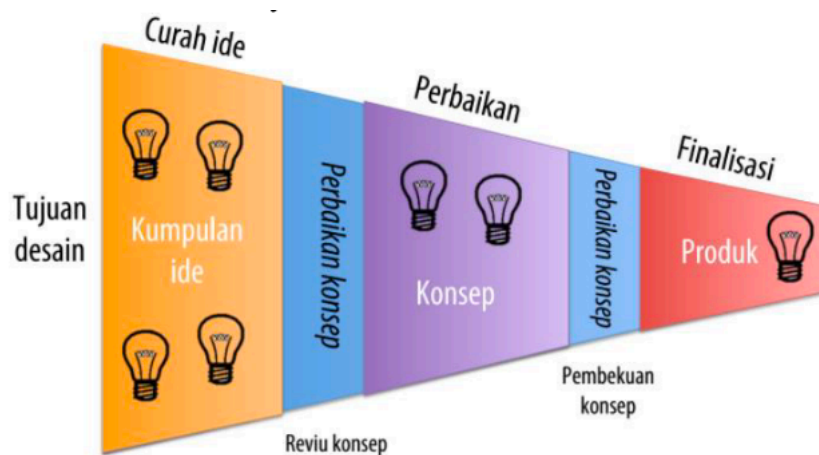 Curah ide
Perbaikan
Finalisasi
Tujuan
desain
Kumpulan
ide
Perbaikan konsep
Konsep
Perbaikan konsep
Produk
Reviu konsep
Pembekuan
konsep